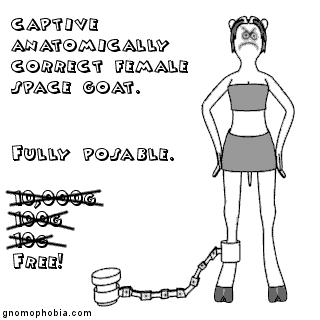 CAPTIVE
ANATOMICALLY
CORRECT FEMALE
SPACE GOAT.
FULLY POSABLE.
10,000G
100G
10G
FREE!
gnomophobia.com